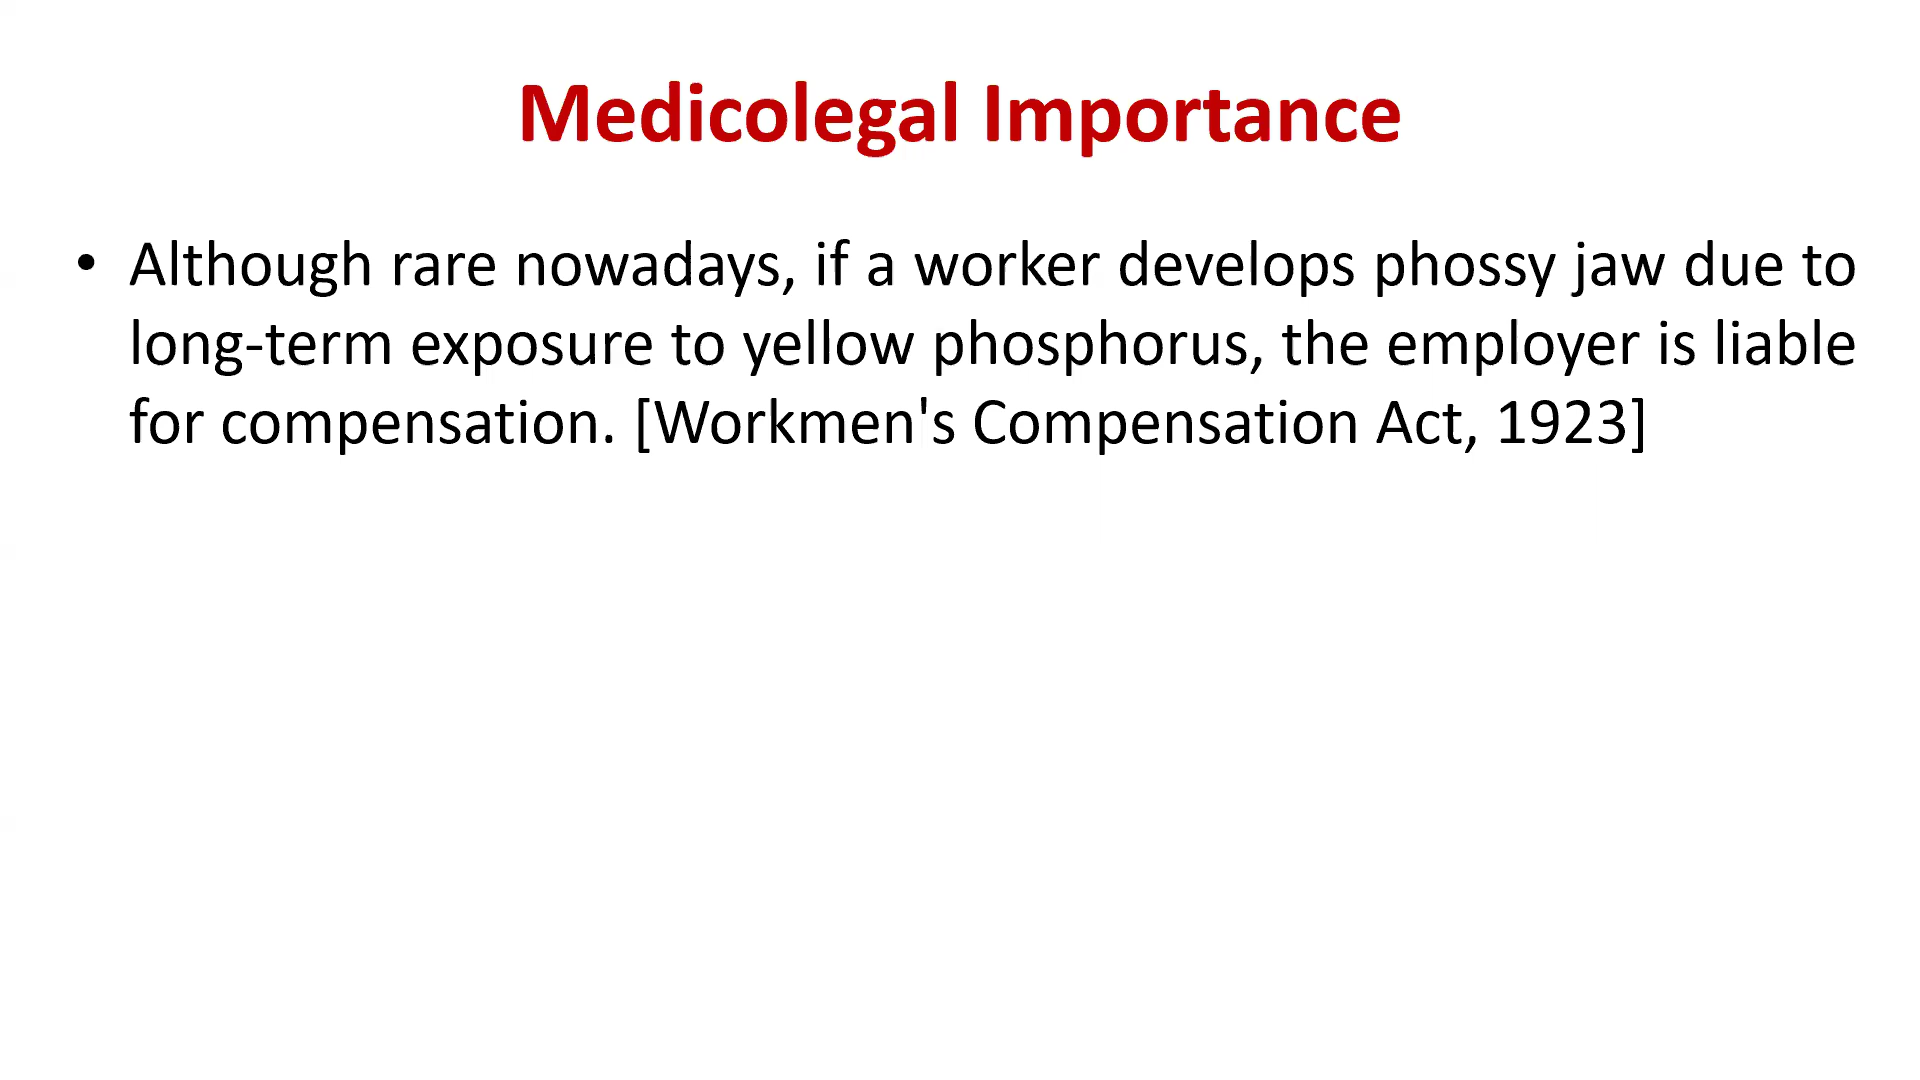 Medicolegal Importance
• Although rare nowadays, if a worker develops phossy jaw due to
long-term exposure to yellow phosphorus, the employer is liable
for compensation. [Workmen's Compensation Act, 1923]